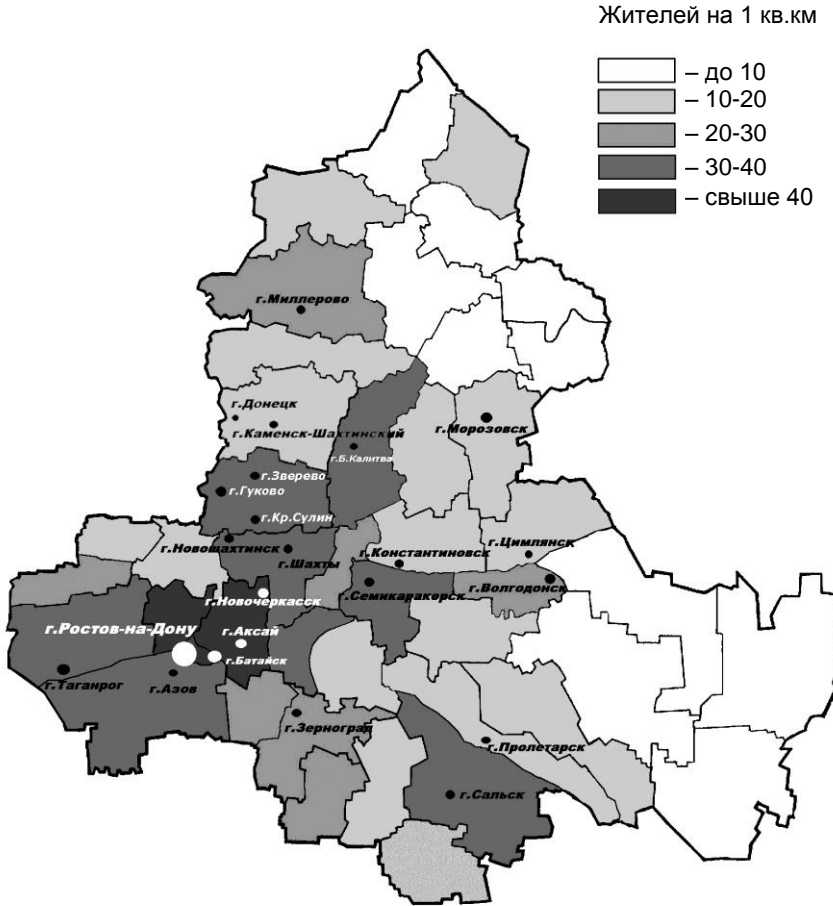 Жителей на 1 кв.км
– до 10
– 10-20
– 20-30
– 30-40
– свыше 40
г.Миллерово
г.Донецк
г.Каменск-Шахтинский
г.Морозовск
г.Б.Калитва
г.Зверево
г.Гуково
г.Кр.Сулин
г.Новошахтинск
г.Шахты
г.Константиновск
г.Цимлянск
г.Семикаракорск
г.Волгодонск
г.Новочеркасск
г.Ростов-на-Дону
г.Аксай
г.Батайск
г.Таганрог
г.Азов
г.Зерноград
г.Пролетарск
г.Сальск